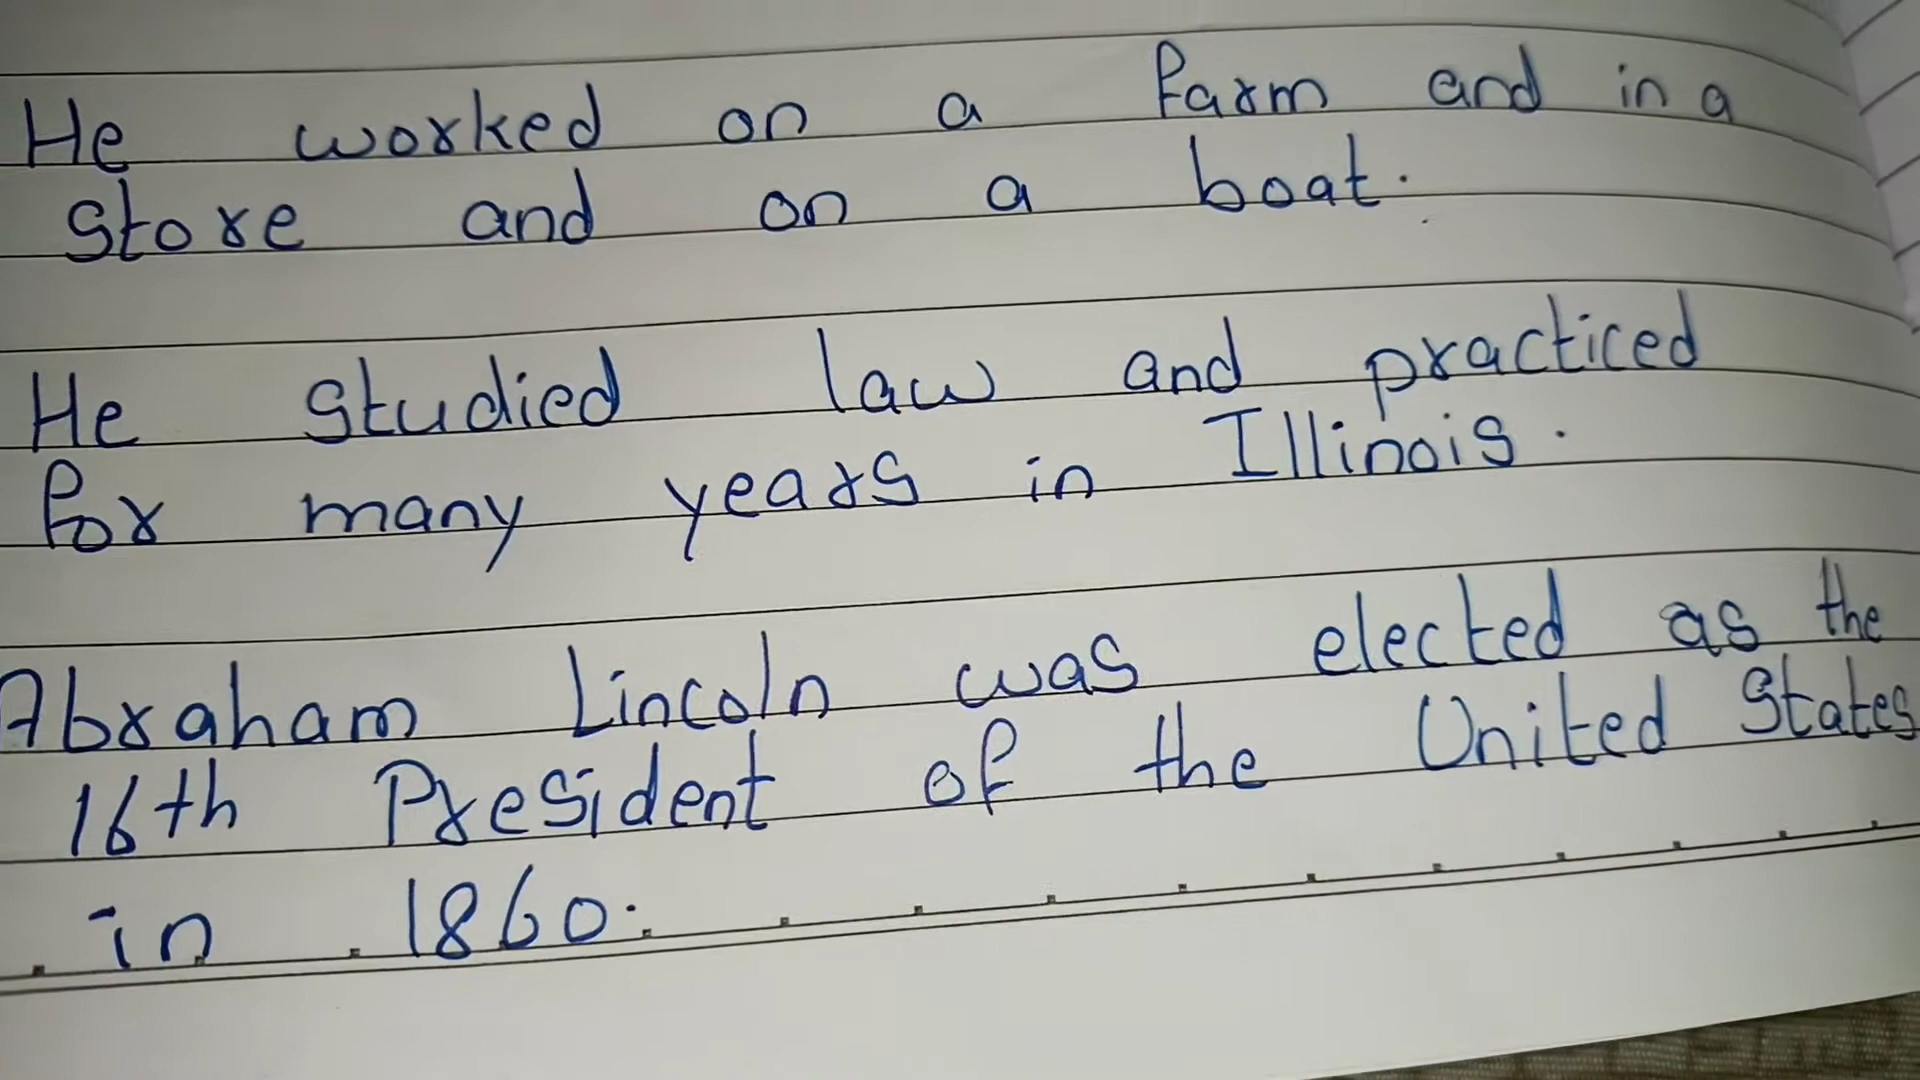 He worked on a farm and in a
store and on a boat.
He studied law and practiced
for many years in Illinois.
Abraham Lincoln was elected as the
16th President of the United States
in 1860.